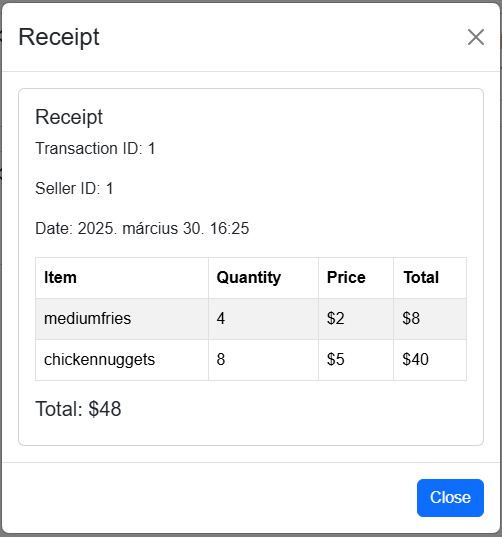 Receipt
Receipt
Transaction ID: 1
Seller ID: 1
Date: 2025. március 30. 16:25
Item Quantity Price Total
mediumfries 4 $2 $8
chickennuggets 8 $5 $40
Total: $48
Close